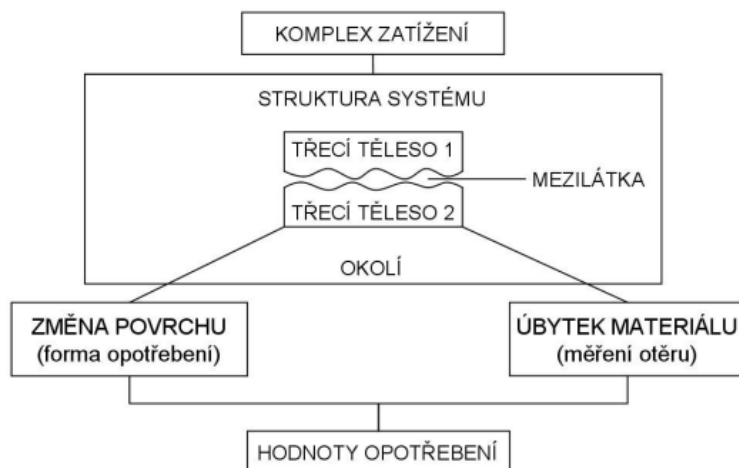 KOMPLEX ZATÍŽENÍ
STRUKTURA SYSTÉMU
TŘECÍ TĚLESO 1
MEZILÁTKA
TŘECÍ TĚLESO 2
OKOLÍ
ZMĚNA POVRCHU
(forma opotřebení)
ÚBYTEK MATERIÁLU
(měření otěru)
HODNOTY OPOTŘEBENÍ